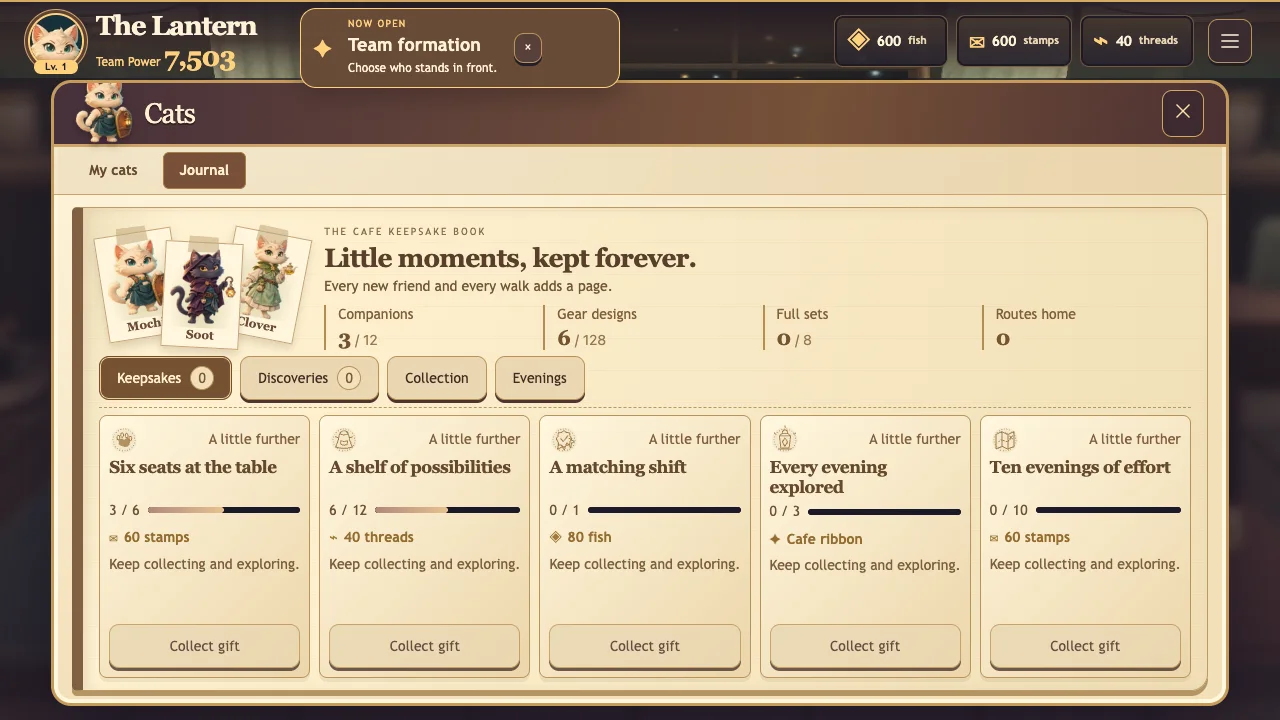 The Lantern
Team Power 7,503
Lv. 1
NOW OPEN
Team formation
Choose who stands in front.
×
600 fish
600 stamps
40 threads
Cats
My cats
Journal
Moch
Soot
Clover
THE CAFE KEEPSAKE BOOK
Little moments, kept forever.
Every new friend and every walk adds a page.
Companions
3 / 12
Gear designs
6 / 128
Full sets
0 / 8
Routes home
0
Keepsakes 0
Discoveries 0
Collection
Evenings
A little further
Six seats at the table
3 / 6
60 stamps
Keep collecting and exploring.
Collect gift
A little further
A shelf of possibilities
6 / 12
40 threads
Keep collecting and exploring.
Collect gift
A little further
A matching shift
0 / 1
80 fish
Keep collecting and exploring.
Collect gift
A little further
Every evening
explored
0 / 3
Cafe ribbon
Keep collecting and exploring.
Collect gift
A little further
Ten evenings of effort
0 / 10
60 stamps
Keep collecting and exploring.
Collect gift